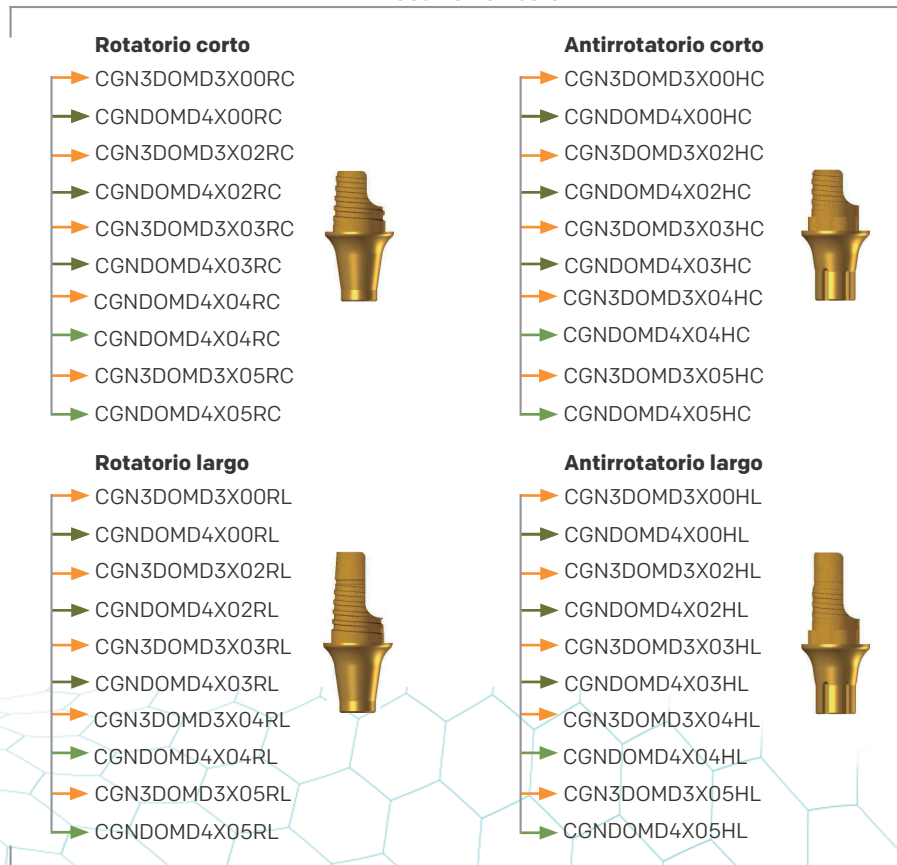 Rotatorio corto
CGN3DOMD3X00RC
CGNDOMD4X00RC
CGN3DOMD3X02RC
CGNDOMD4X02RC
CGN3DOMD3X03RC
CGNDOMD4X03RC
CGNDOMD4X04RC
CGNDOMD4X04RC
CGN3DOMD3X05RC
CGNDOMD4X05RC
Antirrotatorio corto
CGN3DOMD3X00HC
CGNDOMD4X00HC
CGN3DOMD3X02HC
CGNDOMD4X02HC
CGN3DOMD3X03HC
CGNDOMD4X03HC
CGN3DOMD3X04HC
CGNDOMD4X04HC
CGN3DOMD3X05HC
CGNDOMD4X05HC
Rotatorio largo
CGN3DOMD3X00RL
CGNDOMD4X00RL
CGN3DOMD3X02RL
CGNDOMD4X02RL
CGN3DOMD3X03RL
CGNDOMD4X03RL
CGN3DOMD3X04RL
CGNDOMD4X04RL
CGN3DOMD3X05RL
CGNDOMD4X05RL
Antirrotatorio largo
CGN3DOMD3X00HL
CGNDOMD4X00HL
CGN3DOMD3X02HL
CGNDOMD4X02HL
CGN3DOMD3X03HL
CGNDOMD4X03HL
CGN3DOMD3X04HL
CGNDOMD4X04HL
CGN3DOMD3X05HL
CGNDOMD4X05HL